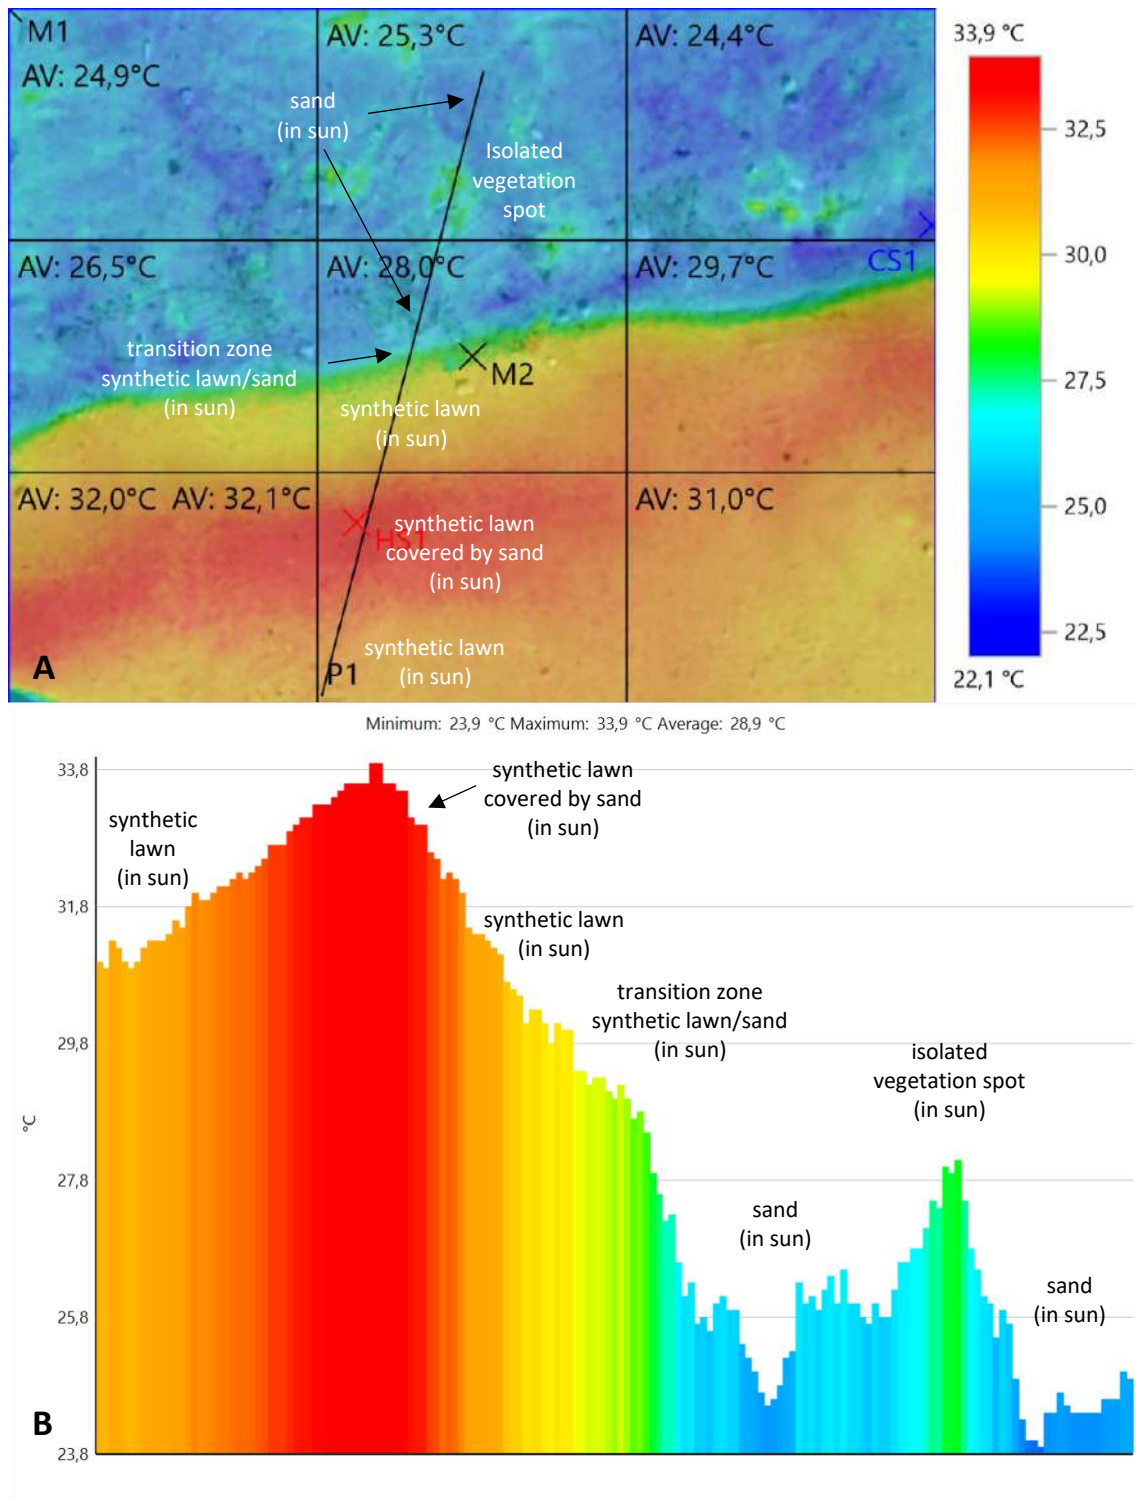 M1
AV: 24,9°C
AV: 25,3°C
AV: 24,4°C
33,9 °C
sand
(in sun)
Isolated
vegetation
spot
32,5
AV: 26,5°C
AV: 28,0°C
AV: 29,7°C
CS1
30,0
transition zone
synthetic lawn/sand
(in sun)
M2
synthetic lawn
(in sun)
27,5
AV: 32,0°C
AV: 32,1°C
AV: 31,0°C
25,0
HS1
synthetic lawn
covered by sand
(in sun)
22,5
synthetic lawn
(in sun)
A
P1
22,1 °C
Minimum: 23,9 °C Maximum: 33,9 °C Average: 28,9 °C
33,8
synthetic lawn
covered by sand
(in sun)
synthetic
lawn
(in sun)
31,8
synthetic lawn
(in sun)
transition zone
synthetic lawn/sand
(in sun)
29,8
isolated
vegetation spot
(in sun)
°C
27,8
sand
(in sun)
sand
(in sun)
25,8
B
23,8